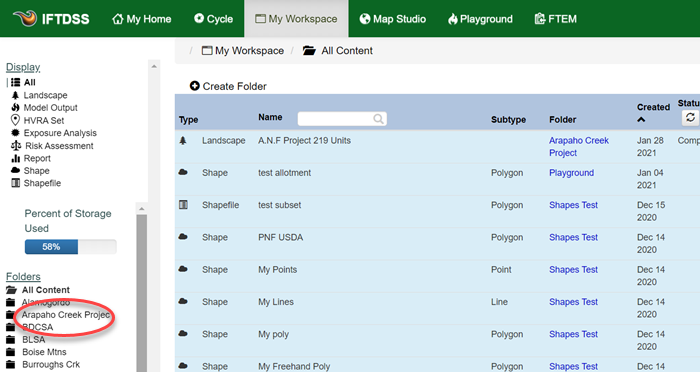 IFTDSS My Home Cycle My Workspace Map Studio Playground FTEM
/ My Workspace / All Content
Display
All
Landscape
Model Output
HVRA Set
Exposure Analysis
Risk Assessment
Report
Shape
Shapefile
Percent of Storage
Used
58%
Folders
All Content
Alamogordo
Arapaho Creek Projec
BDCSA
BLSA
Boise Mtns
Burroughs Crk
Create Folder
Type Name Subtype Folder Created Status
Landscape A.N.F Project 219 Units Arapaho Creek Jan 28 Comp
Project 2021
Shape test allotment Polygon Playground Jan 04
2021
Shapefile test subset Polygon Shapes Test Dec 15
2020
Shape PNF USDA Polygon Shapes Test Dec 14
2020
Shape My Points Point Shapes Test Dec 14
2020
Shape My Lines Line Shapes Test Dec 14
2020
Shape My poly Polygon Shapes Test Dec 14
2020
Shape My Freehand Poly Polygon Shapes Test Dec 14